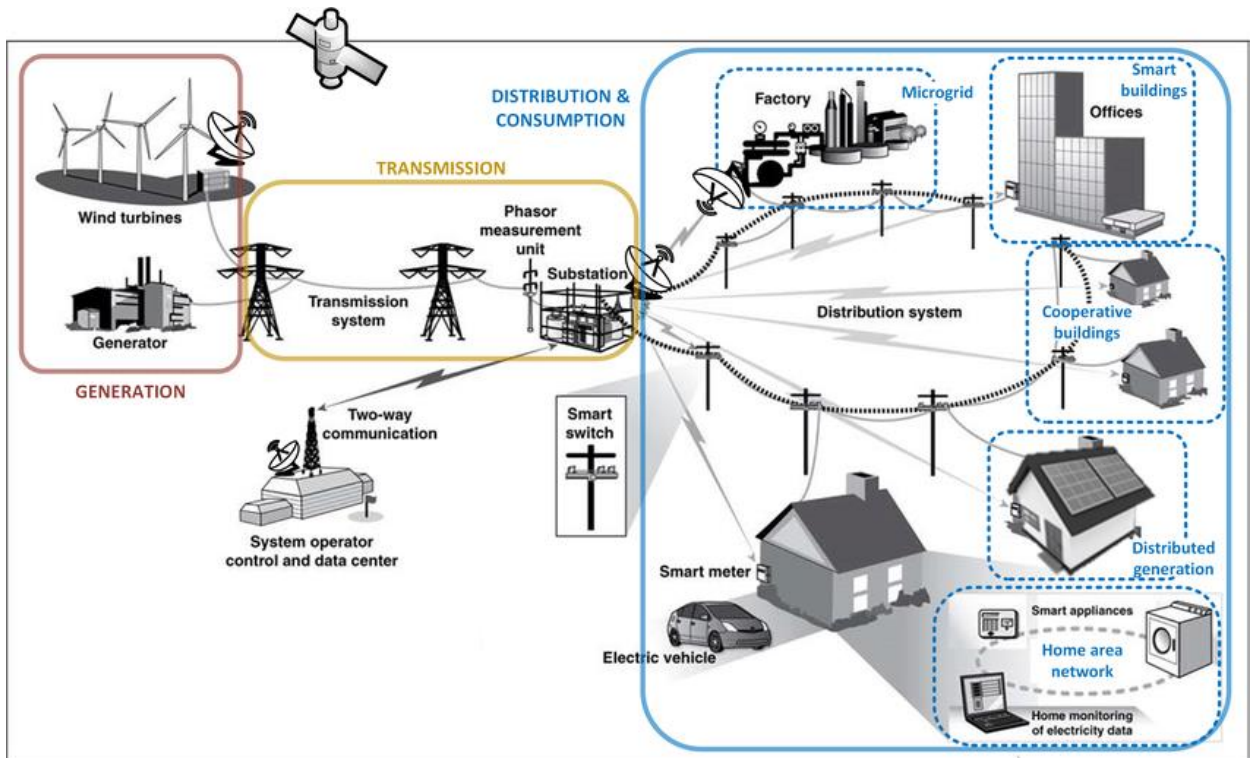 DISTRIBUTION &
CONSUMPTION
Factory
Microgrid
Smart
buildings
Offices
TRANSMISSION
Wind turbines
Phasor
measurement
unit
Substation
Transmission
system
Generator
GENERATION
Distribution system
Cooperative
buildings
Two-way
communication
Smart
switch
System operator
control and data center
Smart meter
Electric vehicle
Distributed
generation
Smart appliances
Home area
network
Home monitoring
of electricity data